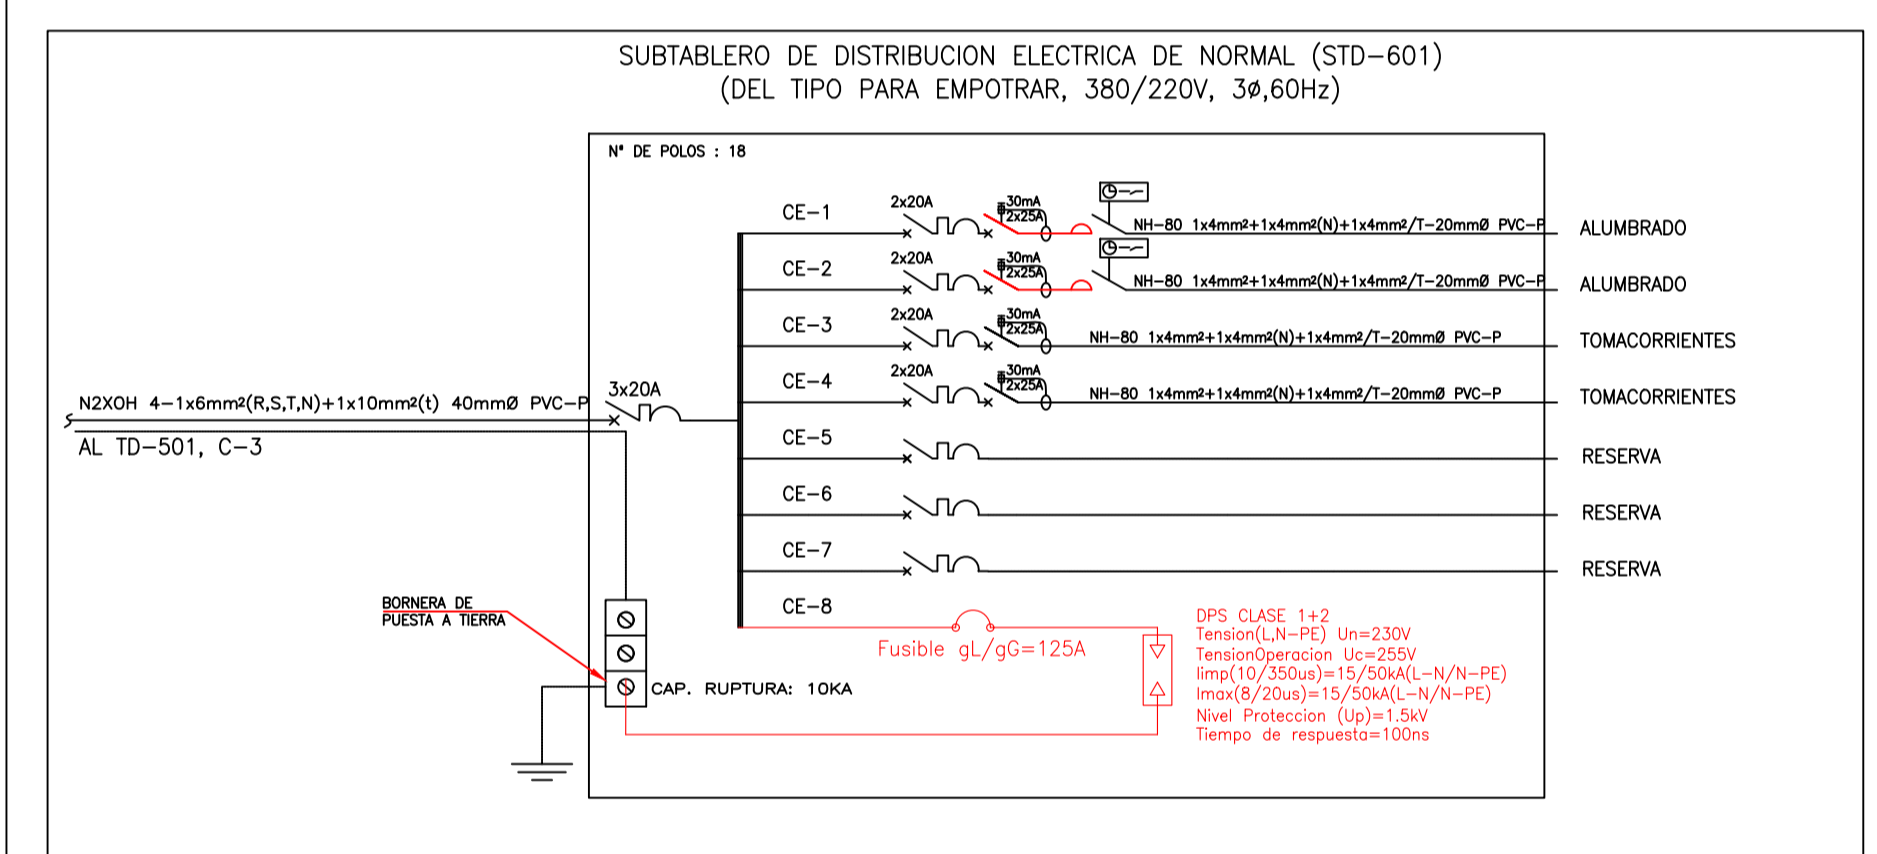 SUBTABLERO DE DISTRIBUCION ELECTRICA DE NORMAL (STD-601)
(DEL TIPO PARA EMPOTRAR, 380/220V, 3ø,60Hz)
N° DE POLOS : 18
CE-1
2x20A
30mA
2x25A
NH-80 1x4mm²+1x4mm²(N)+1x4mm²/T-20mmØ PVC-P
ALUMBRADO
CE-2
2x20A
30mA
2x25A
NH-80 1x4mm²+1x4mm²(N)+1x4mm²/T-20mmØ PVC-P
ALUMBRADO
CE-3
2x20A
30mA
2x25A
NH-80 1x4mm²+1x4mm²(N)+1x4mm²/T-20mmØ PVC-P
TOMACORRIENTES
CE-4
2x20A
30mA
2x25A
NH-80 1x4mm²+1x4mm²(N)+1x4mm²/T-20mmØ PVC-P
TOMACORRIENTES
N2XOH 4-1x6mm²(R,S,T,N)+1x10mm²(t) 40mmØ PVC-P
3x20A
AL TD-501, C-3
CE-5
RESERVA
CE-6
RESERVA
CE-7
RESERVA
CE-8
BORNERA DE
PUESTA A TIERRA
CAP. RUPTURA: 10KA
Fusible gL/gG=125A
DPS CLASE 1+2
Tension(L,N-PE) Un=230V
TensionOperacion Uc=255V
Iimp(10/350us)=15/50kA(L-N/N-PE)
Imax(8/20us)=15/50kA(L-N/N-PE)
Nivel Proteccion (Up)=1.5kV
Tiempo de respuesta=100ns